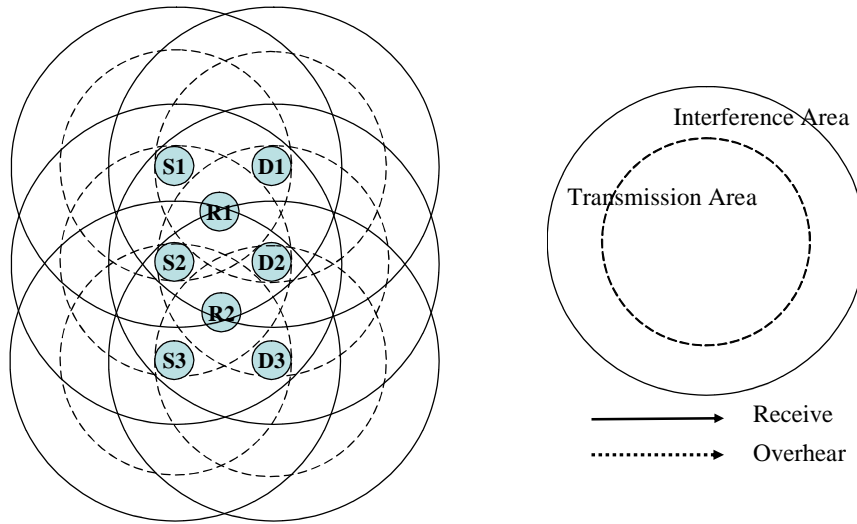 S1 D1
R1
S2 D2
R2
S3 D3
Interference Area
Transmission Area
Receive
Overhear